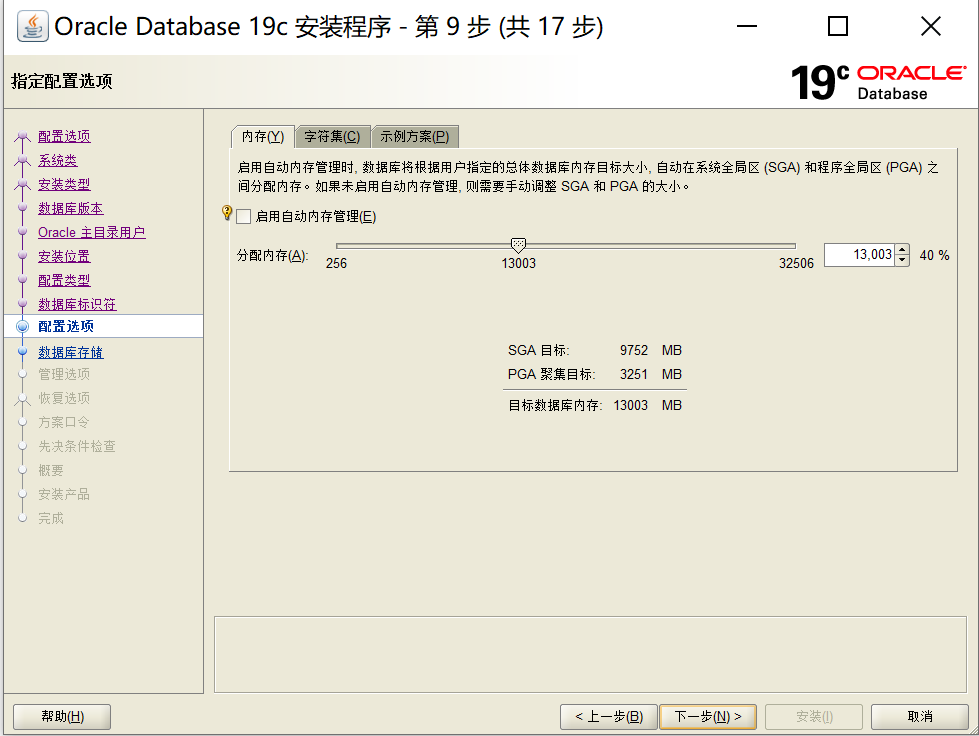 Oracle Database 19c 安装程序 - 第 9 步 (共 17 步)
指定配置选项
19c ORACLE Database
配置选项
系统类
安装类型
数据库版本
Oracle 主目录用户
安装位置
配置类型
数据库标识符
配置选项
数据库存储
管理选项
恢复选项
方案口令
先决条件检查
概要
安装产品
完成
内存(Y) 字符集(C) 示例方案(P)
启用自动内存管理时, 数据库将根据用户指定的总体数据库内存目标大小, 自动在系统全局区 (SGA) 和程序全局区 (PGA) 之
间分配内存。如果未启用自动内存管理, 则需要手动调整 SGA 和 PGA 的大小。
启用自动内存管理(E)
分配内存(A): 256 13003 32506 13,003 40 %
SGA 目标: 9752 MB
PGA 聚集目标: 3251 MB
目标数据库内存: 13003 MB
帮助(H) < 上一步(B) 下一步(N) > 安装(I) 取消